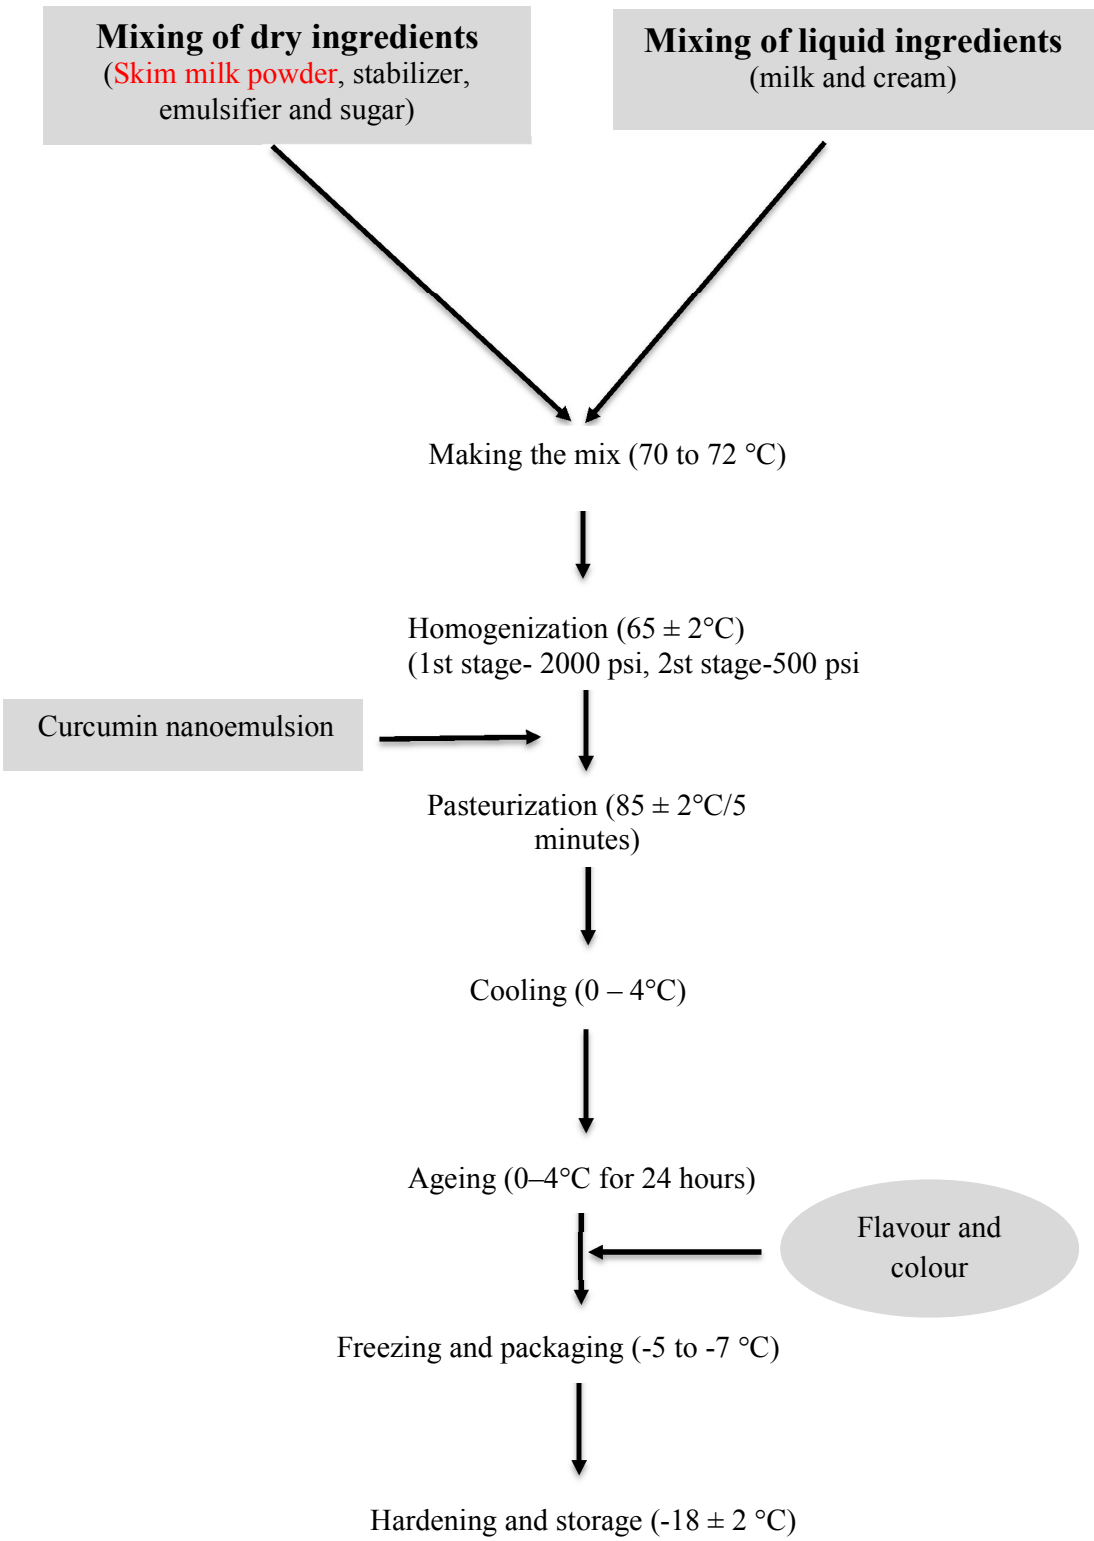 Mixing of dry ingredients
(Skim milk powder, stabilizer,
emulsifier and sugar)
Mixing of liquid ingredients
(milk and cream)
Making the mix (70 to 72 °C)
Homogenization (65 ± 2°C)
(1st stage- 2000 psi, 2st stage-500 psi
Curcumin nanoemulsion
Pasteurization (85 ± 2°C/5
minutes)
Cooling (0 – 4°C)
Ageing (0–4°C for 24 hours)
Flavour and
colour
Freezing and packaging (-5 to -7 °C)
Hardening and storage (-18 ± 2 °C)